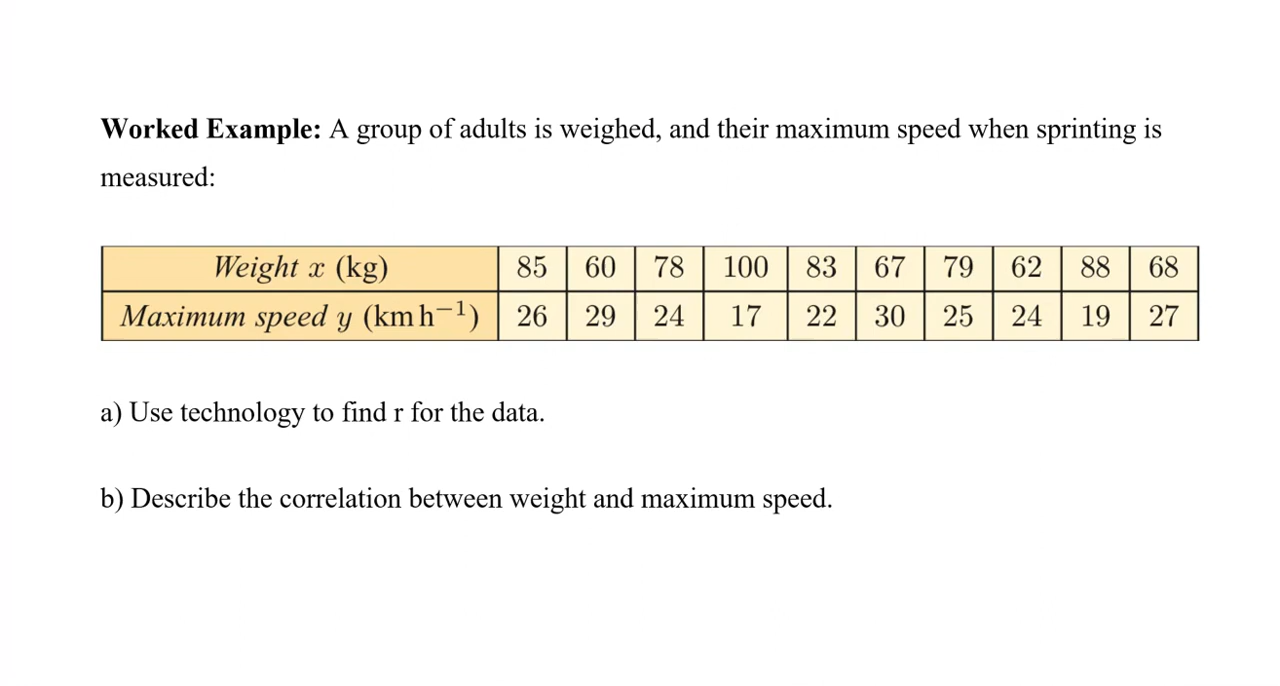 Worked Example: A group of adults is weighed, and their maximum speed when sprinting is
measured:
Weight x (kg) 85 60 78 100 83 67 79 62 88 68
Maximum speed y (km h⁻¹) 26 29 24 17 22 30 25 24 19 27
a) Use technology to find r for the data.
b) Describe the correlation between weight and maximum speed.